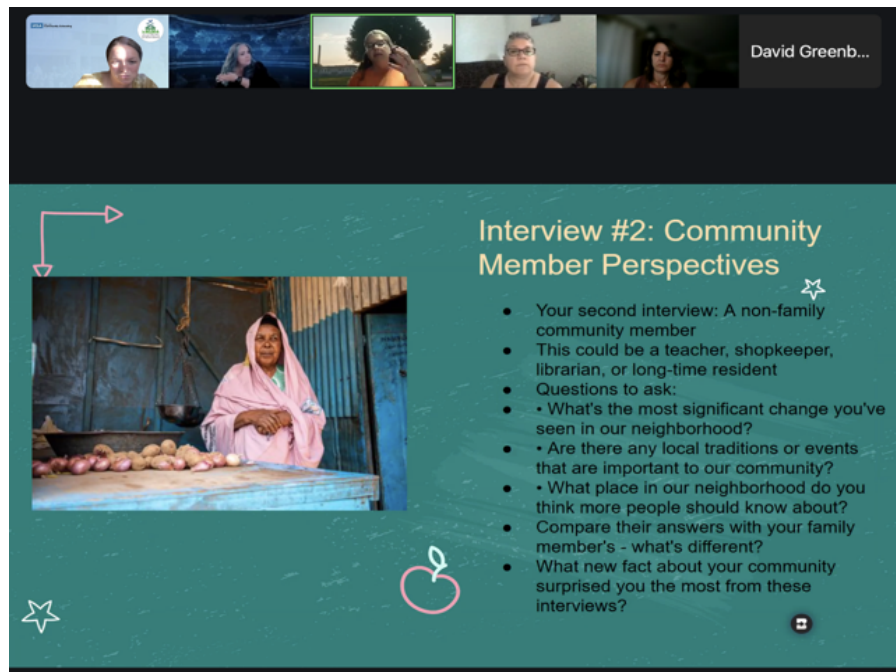 David Greenb...
Interview #2: Community
Member Perspectives
● Your second interview: A non-family
community member
● This could be a teacher, shopkeeper,
librarian, or long-time resident
● Questions to ask:
● • What's the most significant change you've
seen in our neighborhood?
● • Are there any local traditions or events
that are important to our community?
● • What place in our neighborhood do you
think more people should know about?
● Compare their answers with your family
member's - what's different?
● What new fact about your community
surprised you the most from these
interviews?